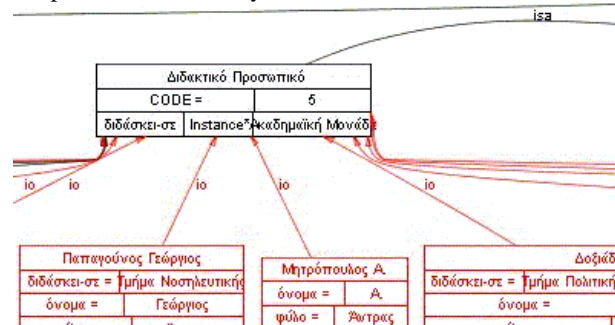 isa
Διδακτικό Προσωπικό
CODE = 5
διδάσκει-σε Instance* Ακαδημαϊκή Μονάδα
io io io io io
Παπαγούνος Γεώργιος
διδάσκει-σε = Τμήμα Νοσηλευτικής
όνομα = Γεώργιος
Μητρόπουλος Α.
όνομα = Α.
φύλο = Άντρας
Δοξιάδ
διδάσκει-σε = Τμήμα Πολιτική
όνομα =